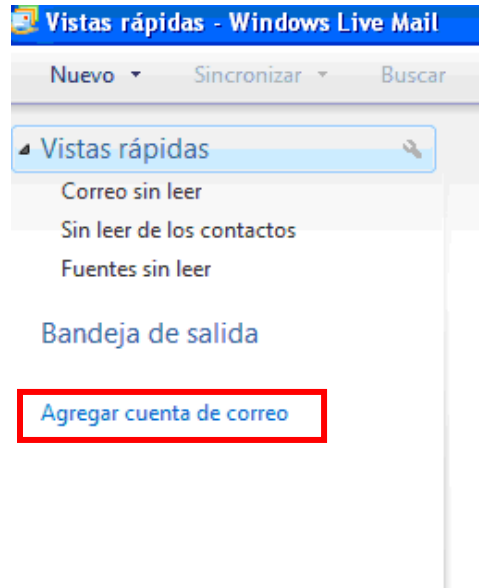 Vistas rápidas - Windows Live Mail
Nuevo Sincronizar Buscar
Vistas rápidas
Correo sin leer
Sin leer de los contactos
Fuentes sin leer
Bandeja de salida
Agregar cuenta de correo